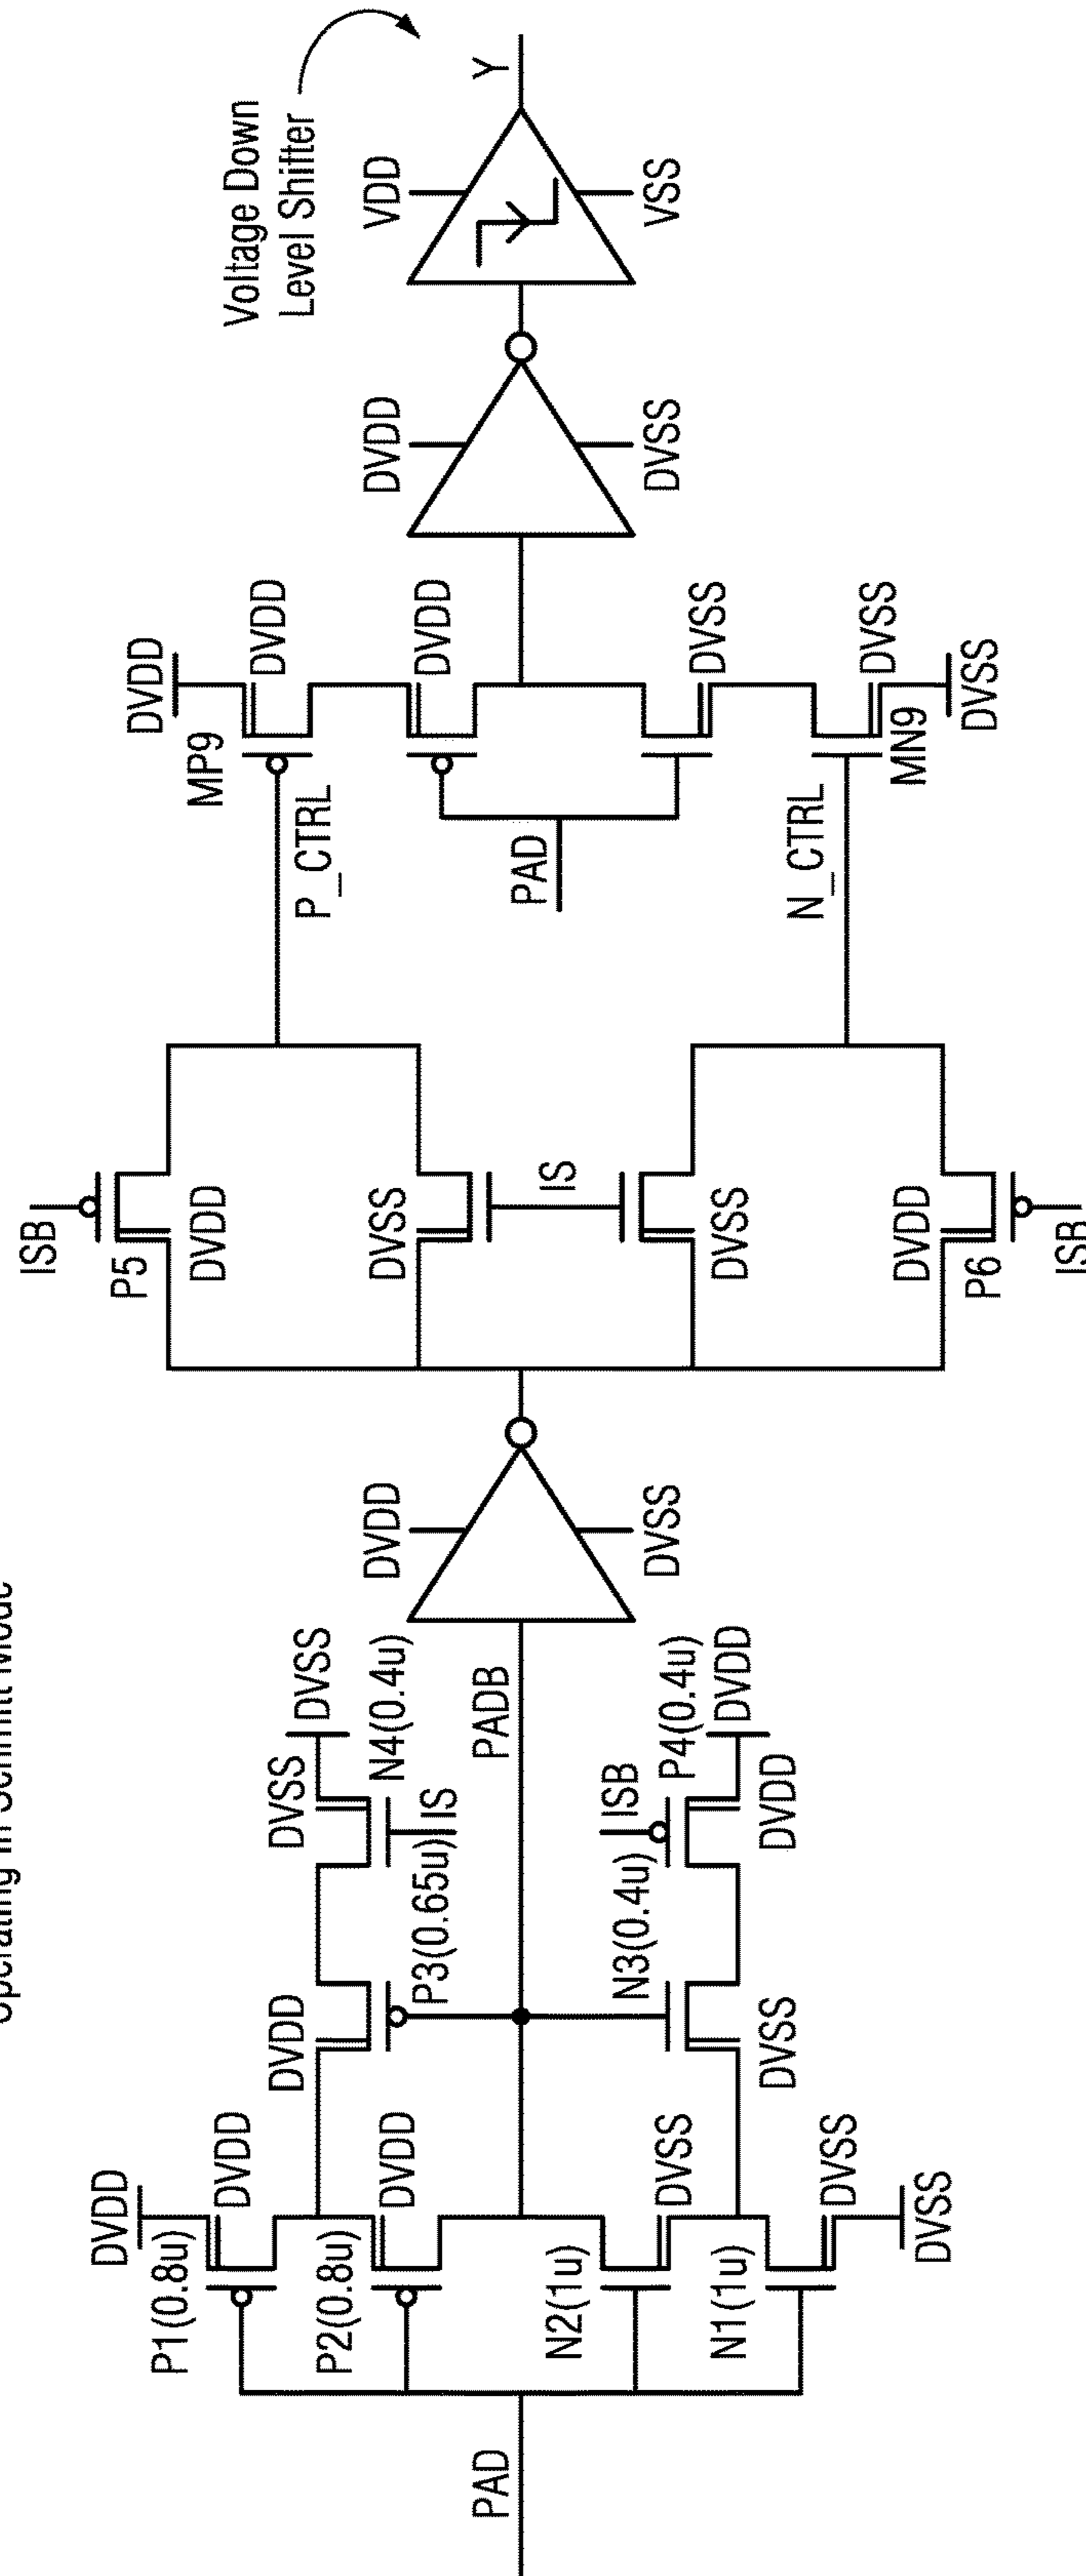 Operating in Schmitt Mode
PAD
DVDD
P1(0.8u)
DVDD
P2(0.8u)
DVDD
N2(1u)
DVSS
N1(1u)
DVSS
DVSS
DVDD
P3(0.65u)
DVSS
N4(0.4u)
DVSS
IS
PADB
N3(0.4u)
DVSS
ISB
P4(0.4u)
DVDD
DVDD
DVDD
DVSS
ISB
P5
DVDD
DVSS
IS
DVSS
DVDD
P6
ISB
P_CTRL
N_CTRL
PAD
DVDD
MP9
DVDD
DVDD
DVSS
DVSS
MN9
DVSS
DVDD
DVSS
Voltage Down
Level Shifter
VDD
VSS
Y